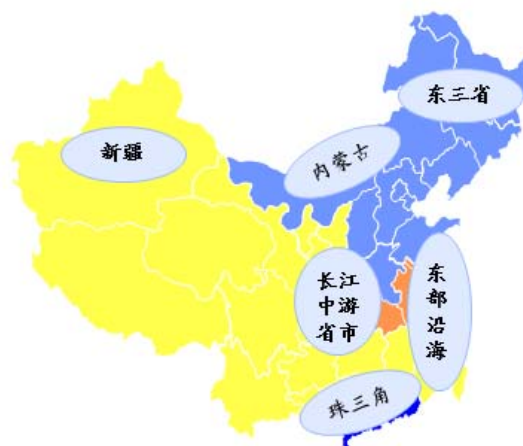 东三省
新疆
内蒙古
长江
中游
省市
东
部
沿
海
珠三角